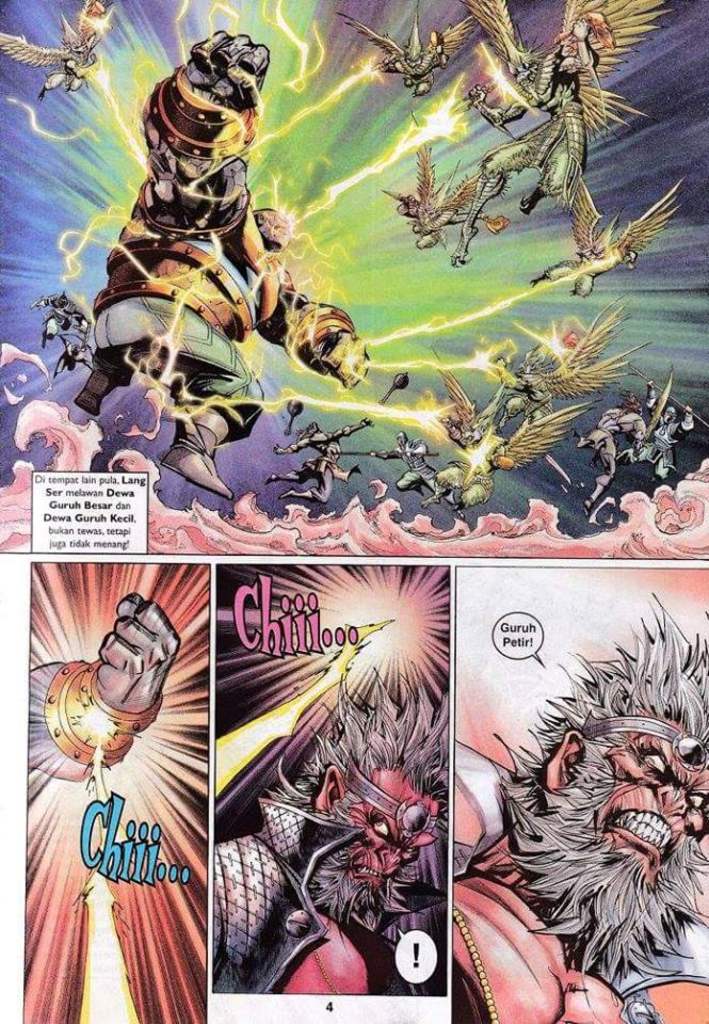 Di tempat lain pula, Lang
Ser melawan Dewa
Guruh Besar dan
Dewa Guruh Kecil,
bukan tewas, tetapi
juga tidak menang!
Chiii...
Chiii...
!
Guruh
Petir!
4